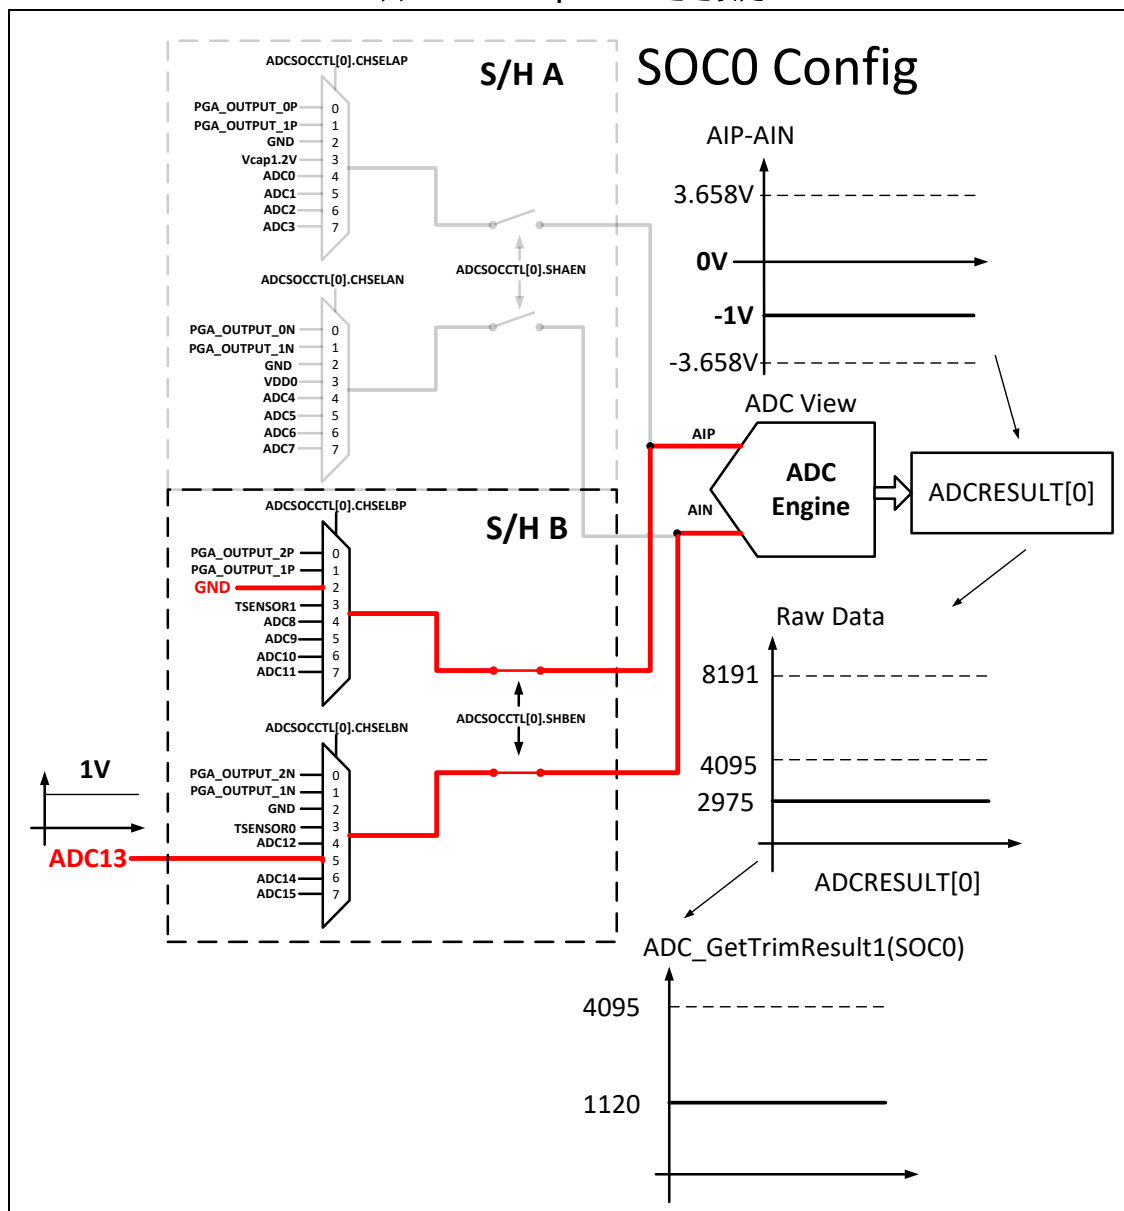 SOC0 Config
S/H A
ADCSOCCTL[0].CHSELAP
PGA_OUTPUT_0P 0
PGA_OUTPUT_1P 1
GND 2
Vcap1.2V 3
ADC0 4
ADC1 5
ADC2 6
ADC3 7
ADCSOCCTL[0].SHAEN
ADCSOCCTL[0].CHSELAN
PGA_OUTPUT_0N 0
PGA_OUTPUT_1N 1
GND 2
VDD0 3
ADC4 4
ADC5 5
ADC6 6
ADC7 7
AIP-AIN
3.658V
0V
-1V
-3.658V
ADC View
AIP
AIN
ADC
Engine
ADCRESULT[0]
S/H B
ADCSOCCTL[0].CHSELBP
PGA_OUTPUT_2P 0
PGA_OUTPUT_1P 1
GND 2
TSENSOR1 3
ADC8 4
ADC9 5
ADC10 6
ADC11 7
ADCSOCCTL[0].SHBEN
ADCSOCCTL[0].CHSELBN
PGA_OUTPUT_2N 0
PGA_OUTPUT_1N 1
GND 2
TSENSOR0 3
ADC12 4
ADC13 5
ADC14 6
ADC15 7
1V
Raw Data
8191
4095
2975
ADCRESULT[0]
ADC_GetTrimResult1(SOC0)
4095
1120